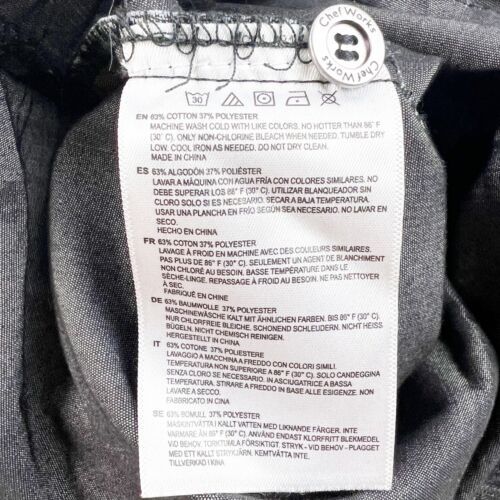 Chef Works
Chef Works
30
EN 63% COTTON 37% POLYESTER
MACHINE WASH COLD WITH LIKE COLORS. NO HOTTER THAN 86° F
(30° C). ONLY NON-CHLORINE BLEACH WHEN NEEDED. TUMBLE DRY
LOW. COOL IRON AS NEEDED. DO NOT DRY CLEAN.
MADE IN CHINA
ES 63% ALGODÓN 37% POLIÉSTER
LAVAR A MÁQUINA CON AGUA FRÍA CON COLORES SIMILARES. NO
DEBE SUPERAR LOS 86° F (30° C). UTILIZAR BLANQUEADOR SIN
CLORO SOLO SI ES NECESARIO. SECAR A BAJA TEMPERATURA.
USAR UNA PLANCHA EN FRÍO SEGÚN SEA NECESARIO. NO LAVAR EN
SECO.
HECHO EN CHINA
FR 63% COTON 37% POLYESTER
LAVAGE À FROID EN MACHINE AVEC DES COULEURS SIMILAIRES.
PAS PLUS DE 86° F (30° C). SEULEMENT UN AGENT DE BLANCHIMENT
NON CHLORÉ AU BESOIN. BASSE TEMPÉRATURE DANS LE
SÈCHE-LINGE. REPASSAGE À FROID AU BESOIN. NE PAS NETTOYER
À SEC.
FABRIQUÉ EN CHINE
DE 63% BAUMWOLLE 37% POLYESTER
MASCHINENWÄSCHE KALT MIT ÄHNLICHEN FARBEN. BIS 86° F (30° C).
NUR CHLORFREIE BLEICHE. SCHONEND SCHLEUDERN. NICHT HEISS
BÜGELN. NICHT CHEMISCH REINIGEN.
HERGESTELLT IN CHINA
IT 63% COTONE 37% POLIESTERE
LAVAGGIO A MACCHINA FREDDO CON COLORI SIMILI.
TEMPERATURA NON SUPERIORE A 86° F (30° C). SOLO CANDEGGINA
SENZA CLORO SE NECESSARIO. IN ASCIUGATRICE A BASSA
TEMPERATURA. STIRARE A FREDDO IN BASE ALLE ESIGENZE. NON
LAVARE A SECCO.
FABBRICATO IN CINA
SE 63% BOMULL 37% POLYESTER
MASKINTVÄTTA I KALLT VATTEN MED LIKNANDE FÄRGER. INTE
VARMARE ÄN 86° F (30° C). ANVÄND ENDAST KLORFRITT BLEKMEDEL
VID BEHOV. TORKTUMLA FÖRSIKTIGT. STRYK - VID BEHOV - PLAGGET
MED ETT KALLT STRYKJÄRN. KEMTVÄTTA INTE.
TILLVERKAD I KINA